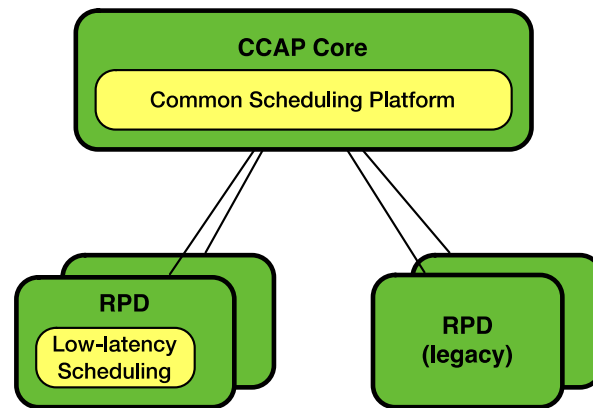 CCAP Core
Common Scheduling Platform
RPD
Low-latency
Scheduling
RPD
(legacy)